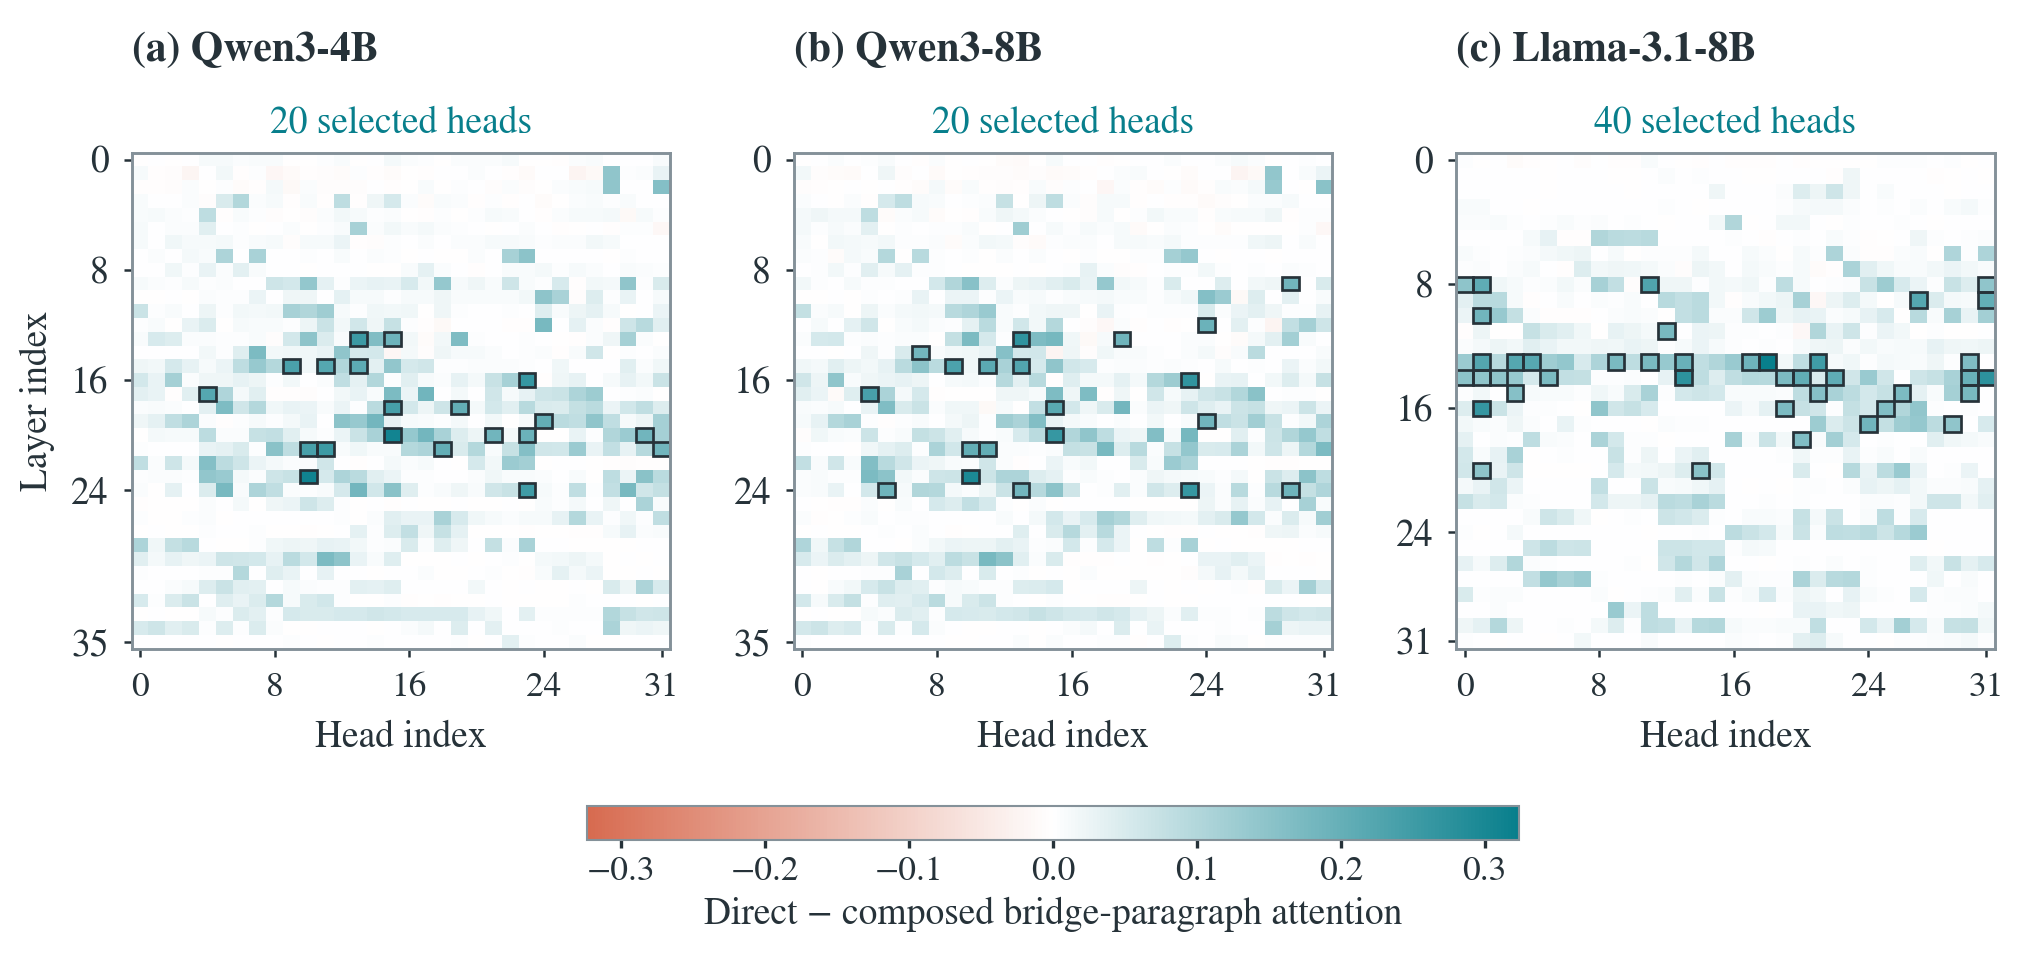 (a) Qwen3-4B
(b) Qwen3-8B
(c) Llama-3.1-8B
20 selected heads
20 selected heads
40 selected heads
Layer index
0
8
16
24
35
0
8
16
24
35
0
8
16
24
31
0 8 16 24 31
0 8 16 24 31
0 8 16 24 31
Head index
Head index
Head index
−0.3 −0.2 −0.1 0.0 0.1 0.2 0.3
Direct − composed bridge-paragraph attention